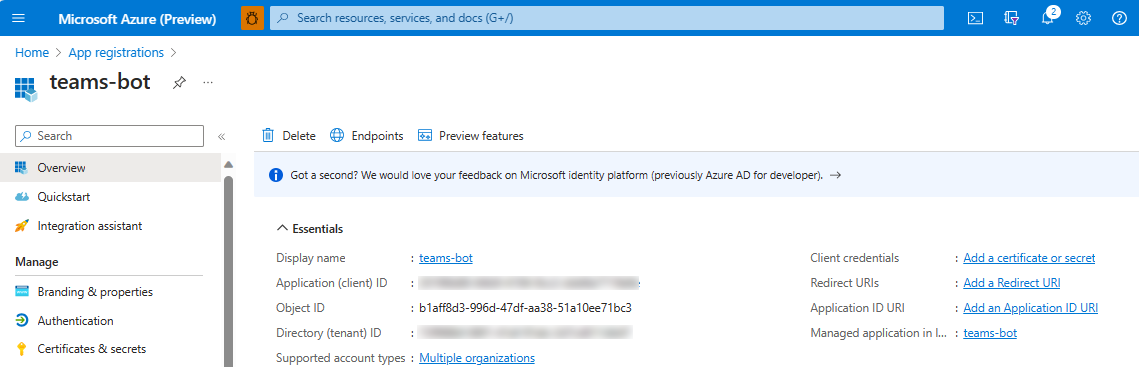 Microsoft Azure (Preview)
Search resources, services, and docs (G+/)
2
Home > App registrations >
teams-bot
Search
Delete
Endpoints
Preview features
Overview
Got a second? We would love your feedback on Microsoft identity platform (previously Azure AD for developer). →
Quickstart
Integration assistant
Manage
Branding & properties
Authentication
Certificates & secrets
Essentials
Display name : teams-bot
Application (client) ID :
Object ID : b1aff8d3-996d-47df-aa38-51a10ee71bc3
Directory (tenant) ID :
Supported account types : Multiple organizations
Client credentials : Add a certificate or secret
Redirect URIs : Add a Redirect URI
Application ID URI : Add an Application ID URI
Managed application in l... : teams-bot